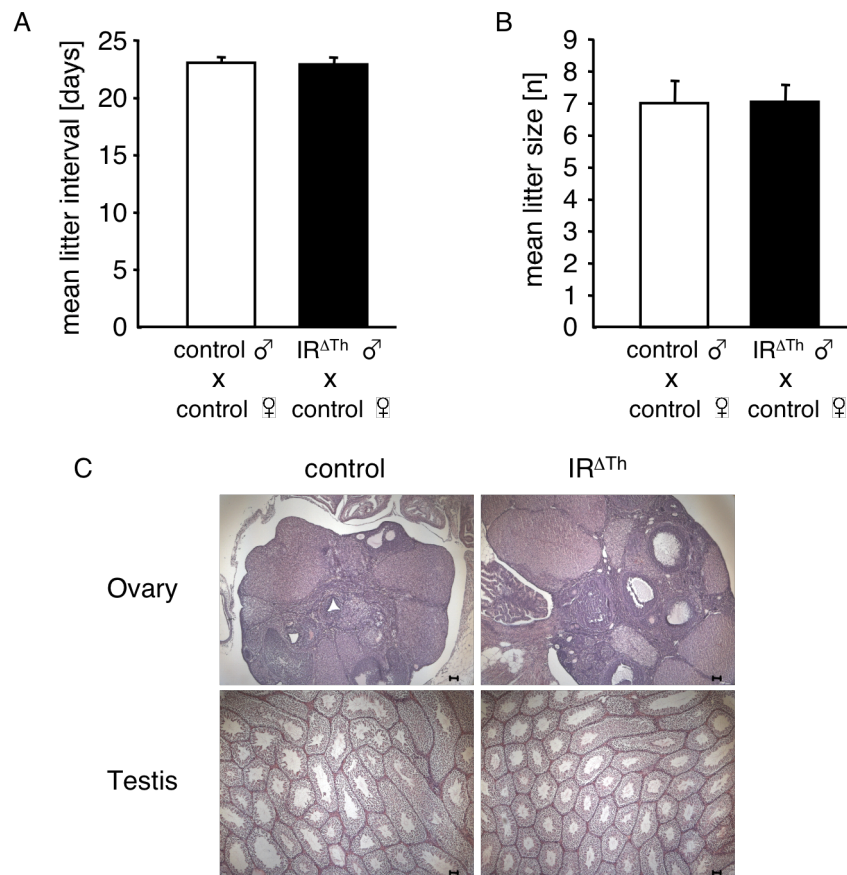 A
mean litter interval [days]
25
20
15
10
5
0
control ♂
x
control ♀
IR^ΔTh ♂
x
control ♀
B
mean litter size [n]
9
8
7
6
5
4
3
2
1
0
control ♂
x
control ♀
IR^ΔTh ♂
x
control ♀
C
control
IR^ΔTh
Ovary
Testis